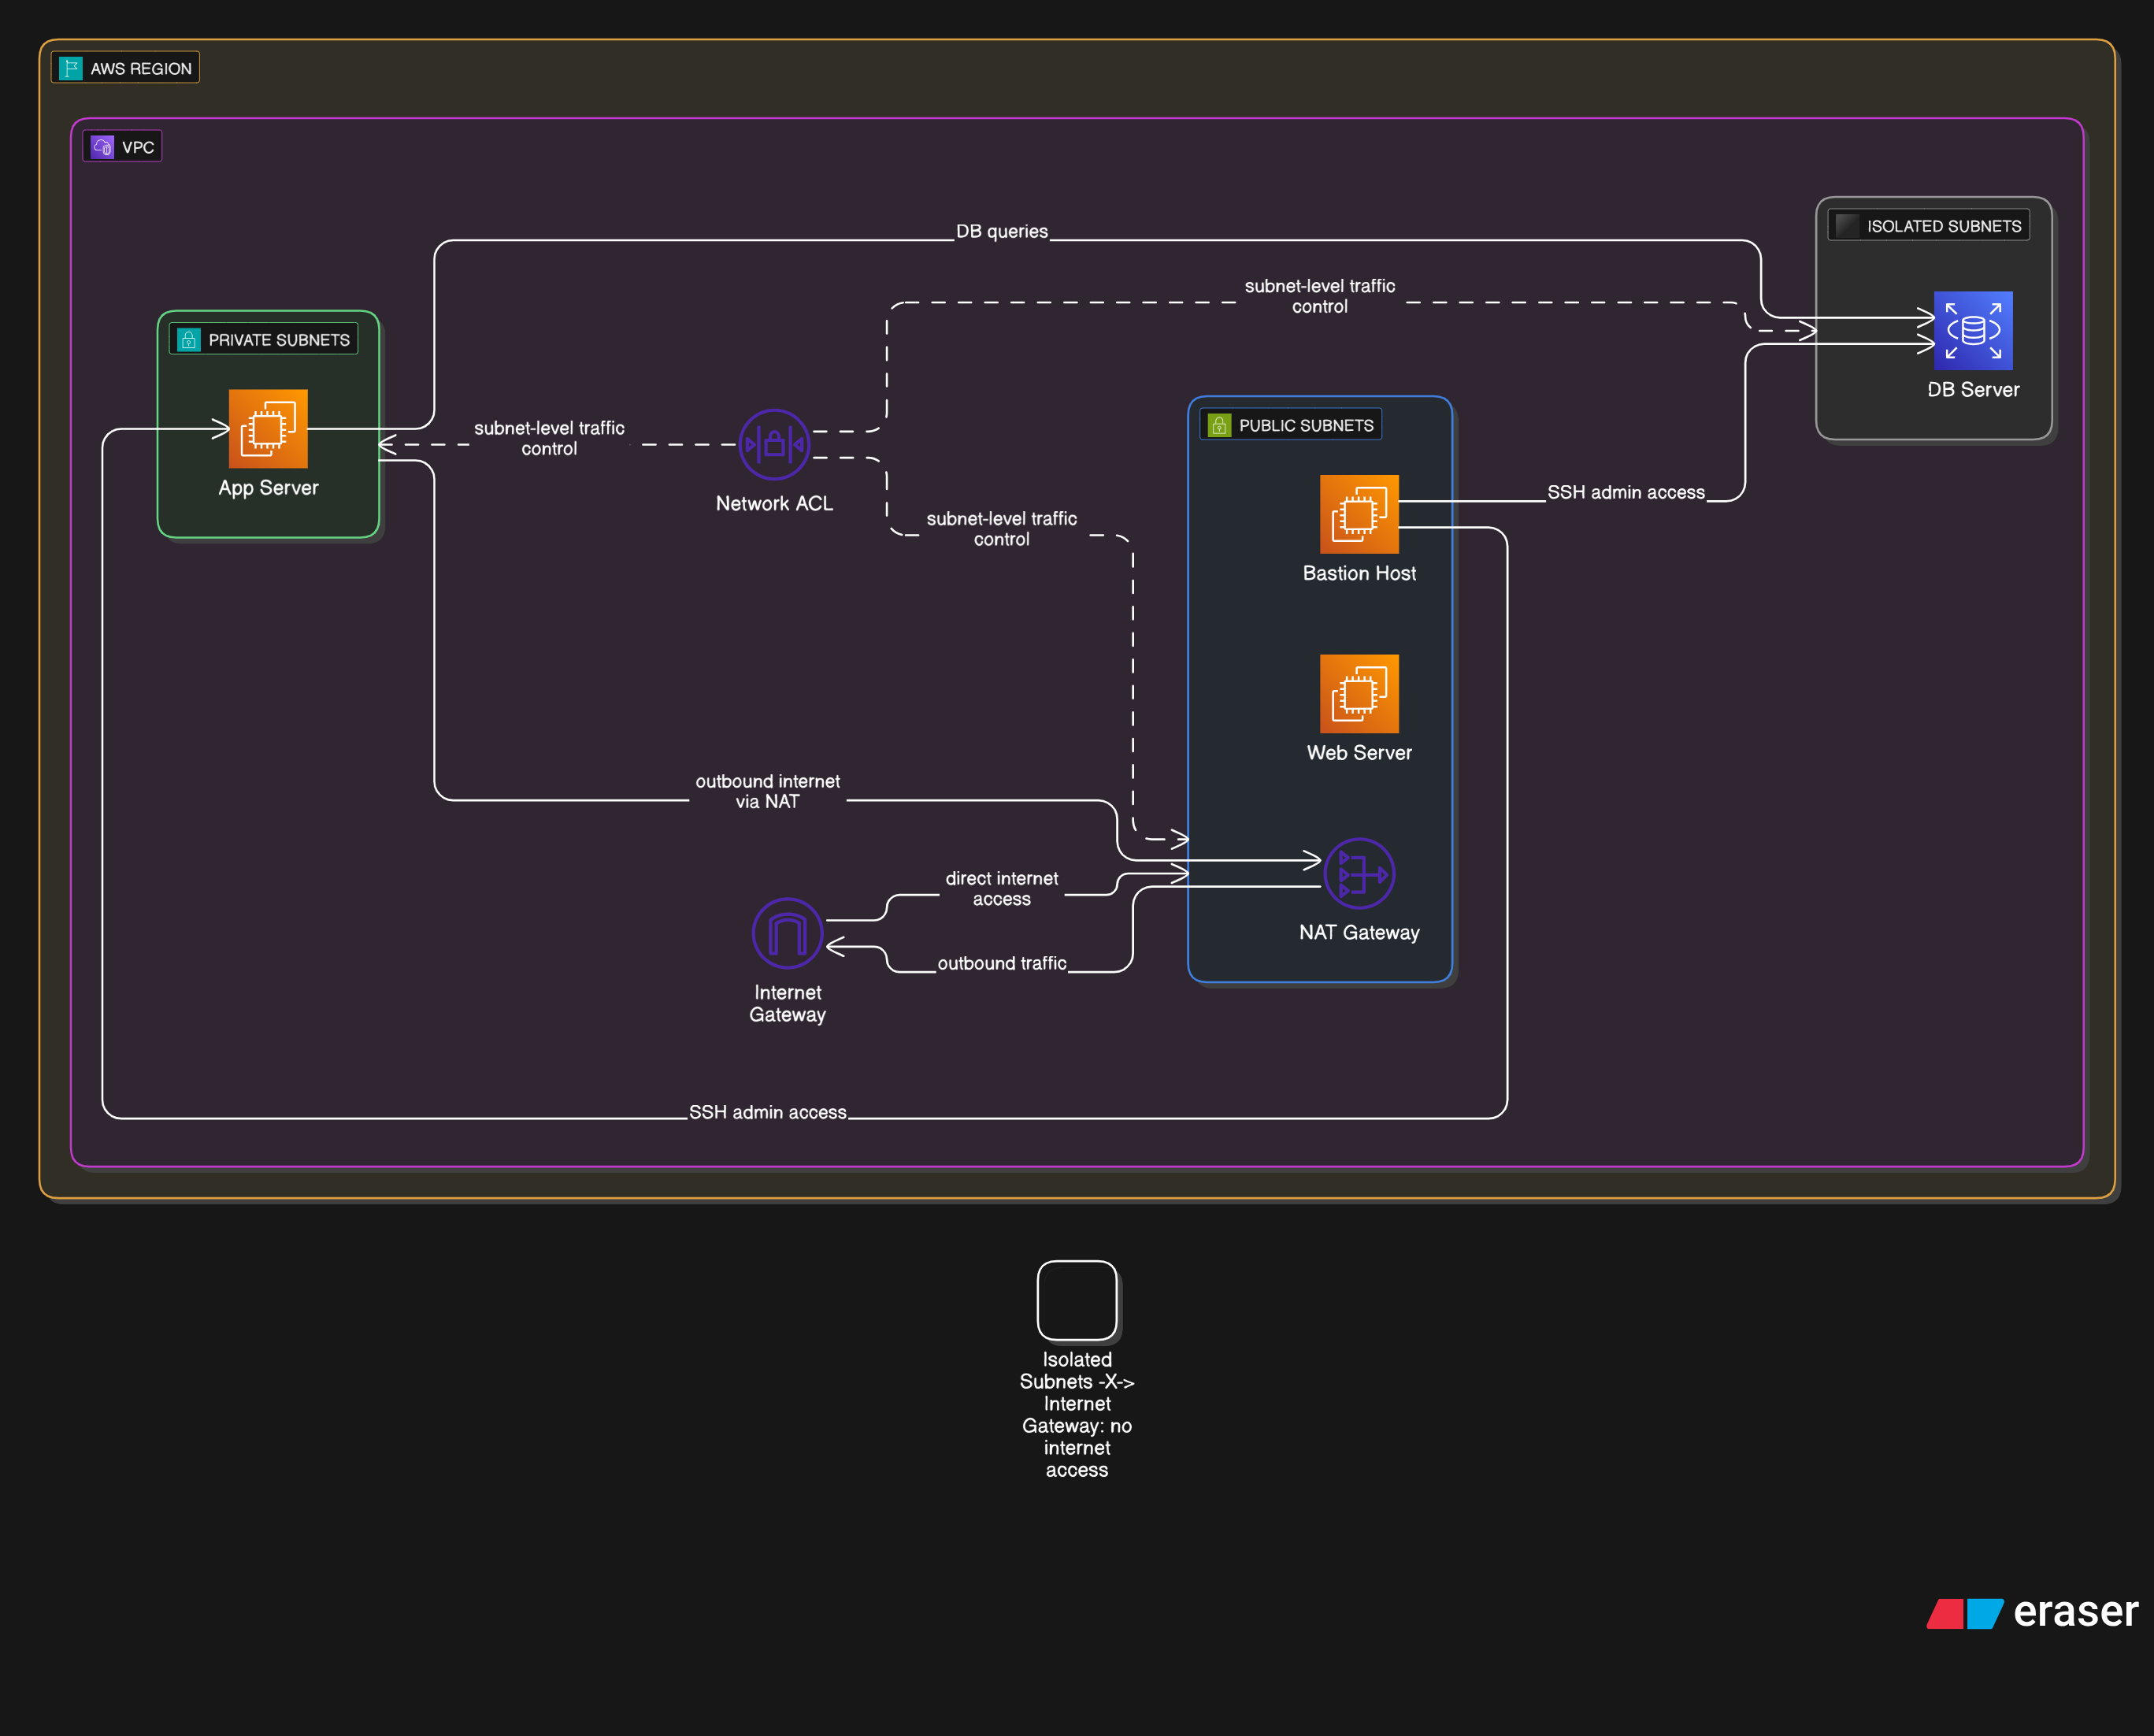 AWS REGION
VPC
DB queries
ISOLATED SUBNETS
subnet-level traffic
control
DB Server
PRIVATE SUBNETS
App Server
subnet-level traffic
control
Network ACL
subnet-level traffic
control
PUBLIC SUBNETS
Bastion Host
SSH admin access
Web Server
outbound internet
via NAT
direct internet
access
NAT Gateway
outbound traffic
Internet
Gateway
SSH admin access
Isolated
Subnets -X->
Internet
Gateway: no
internet
access
eraser